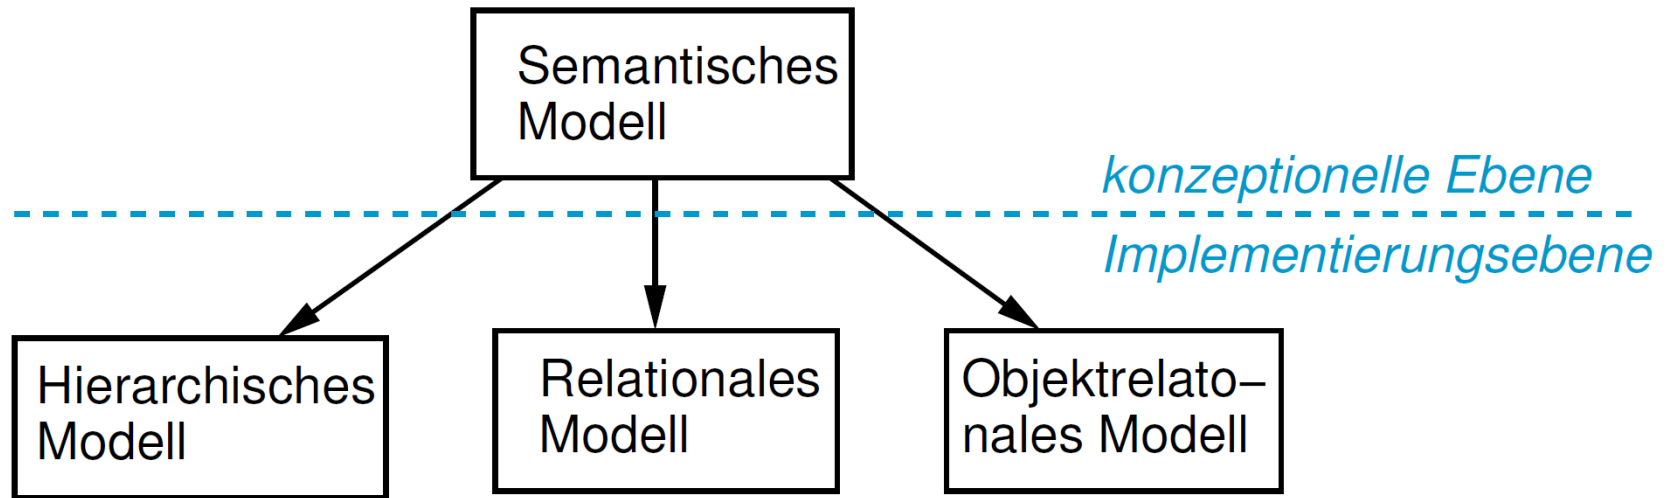 Semantisches
Modell
konzeptionelle Ebene
Implementierungsebene
Hierarchisches
Modell
Relationales
Modell
Objektrelato–
nales Modell